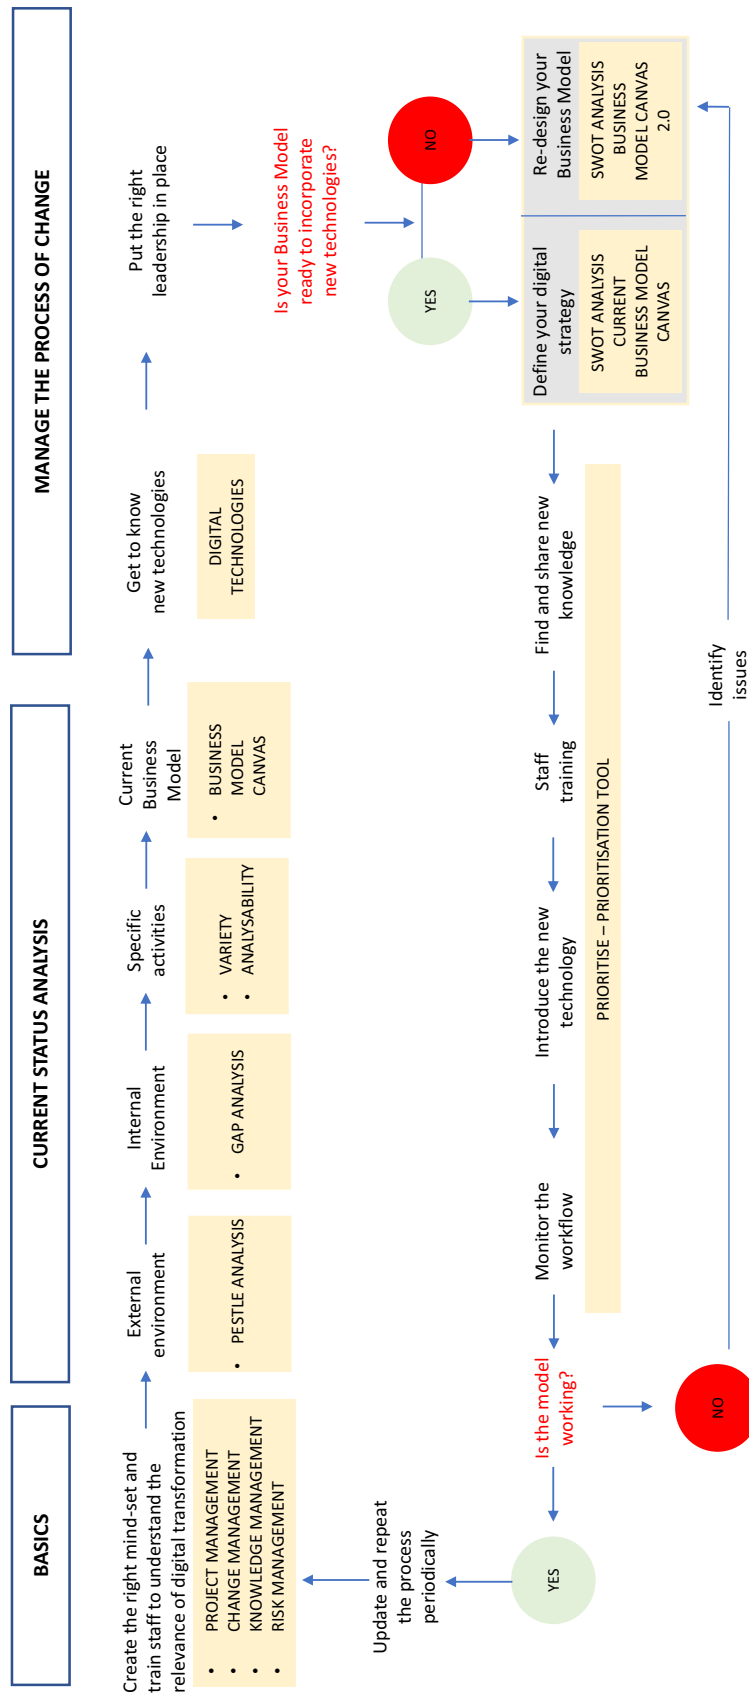 BASICS
CURRENT STATUS ANALYSIS
MANAGE THE PROCESS OF CHANGE
Create the right mind-set and
train staff to understand the
relevance of digital transformation
• PROJECT MANAGEMENT
• CHANGE MANAGEMENT
• KNOWLEDGE MANAGEMENT
• RISK MANAGEMENT
External
environment
• PESTLE ANALYSIS
Internal
Environment
• GAP ANALYSIS
Specific
activities
• VARIETY
• ANALYSABILITY
Current
Business
Model
• BUSINESS
MODEL
CANVAS
Get to know
new technologies
DIGITAL
TECHNOLOGIES
Put the right
leadership in place
Is your Business Model
ready to incorporate
new technologies?
YES
NO
Define your digital
strategy
SWOT ANALYSIS
CURRENT
BUSINESS MODEL
CANVAS
Re-design your
Business Model
SWOT ANALYSIS
BUSINESS
MODEL CANVAS
2.0
Find and share new
knowledge
Staff
training
Introduce the new
technology
Monitor the
workflow
PRIORITISE – PRIORITISATION TOOL
Is the model
working?
YES
NO
Update and repeat
the process
periodically
Identify
issues